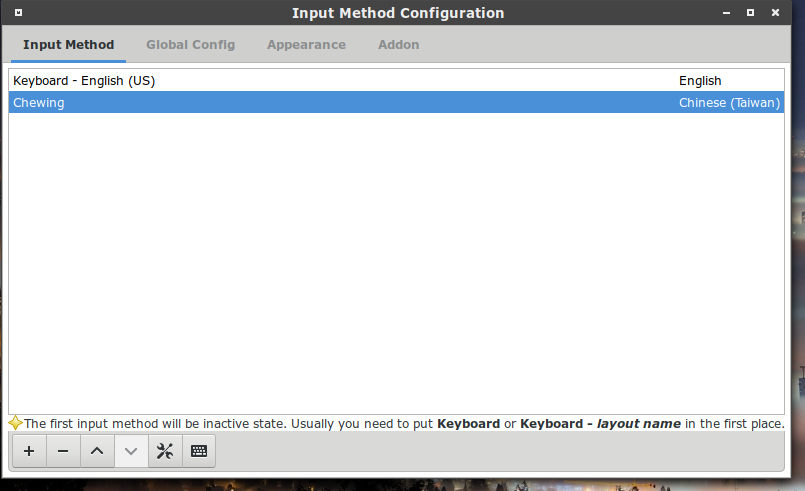 Input Method Configuration
Input Method Global Config Appearance Addon
Keyboard - English (US) English
Chewing Chinese (Taiwan)
The first input method will be inactive state. Usually you need to put Keyboard or Keyboard - layout name in the first place.